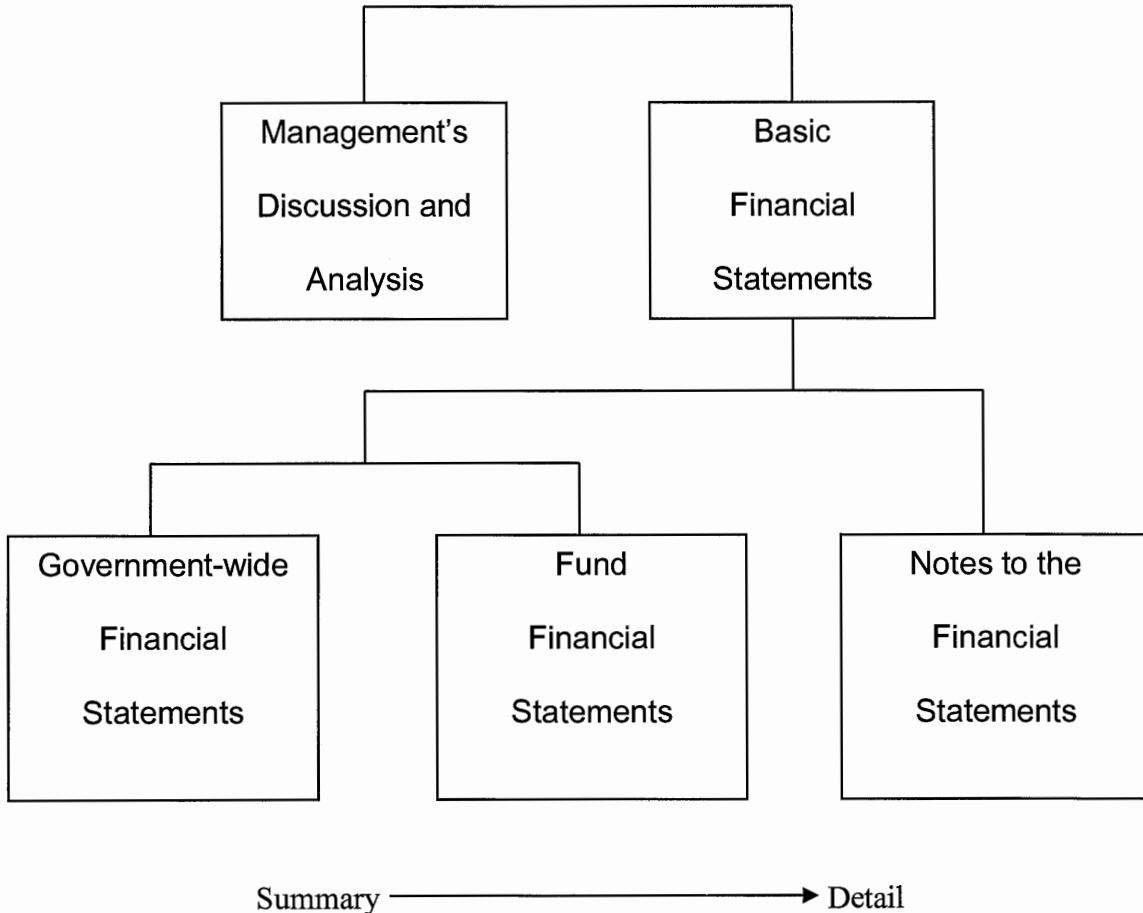 Management's
Discussion and
Analysis
Basic
Financial
Statements
Government-wide
Financial
Statements
Fund
Financial
Statements
Notes to the
Financial
Statements
Summary
Detail